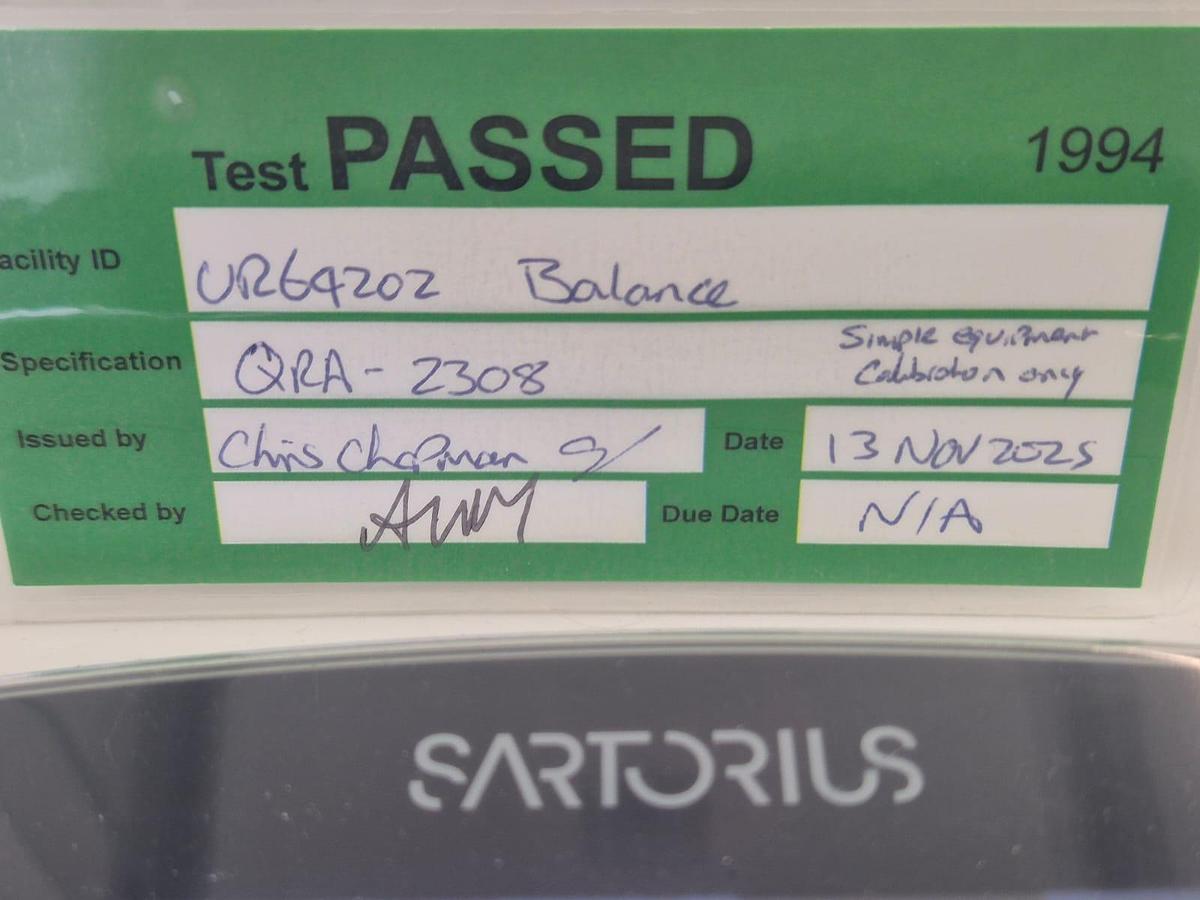 Test PASSED 1994
acility ID UR64202 Balance
Specification QRA - 2308 Simple equipment
Calibration only
Issued by Chris Chapman Date 13 NOV 2025
Checked by Due Date N/A
SARTORIUS